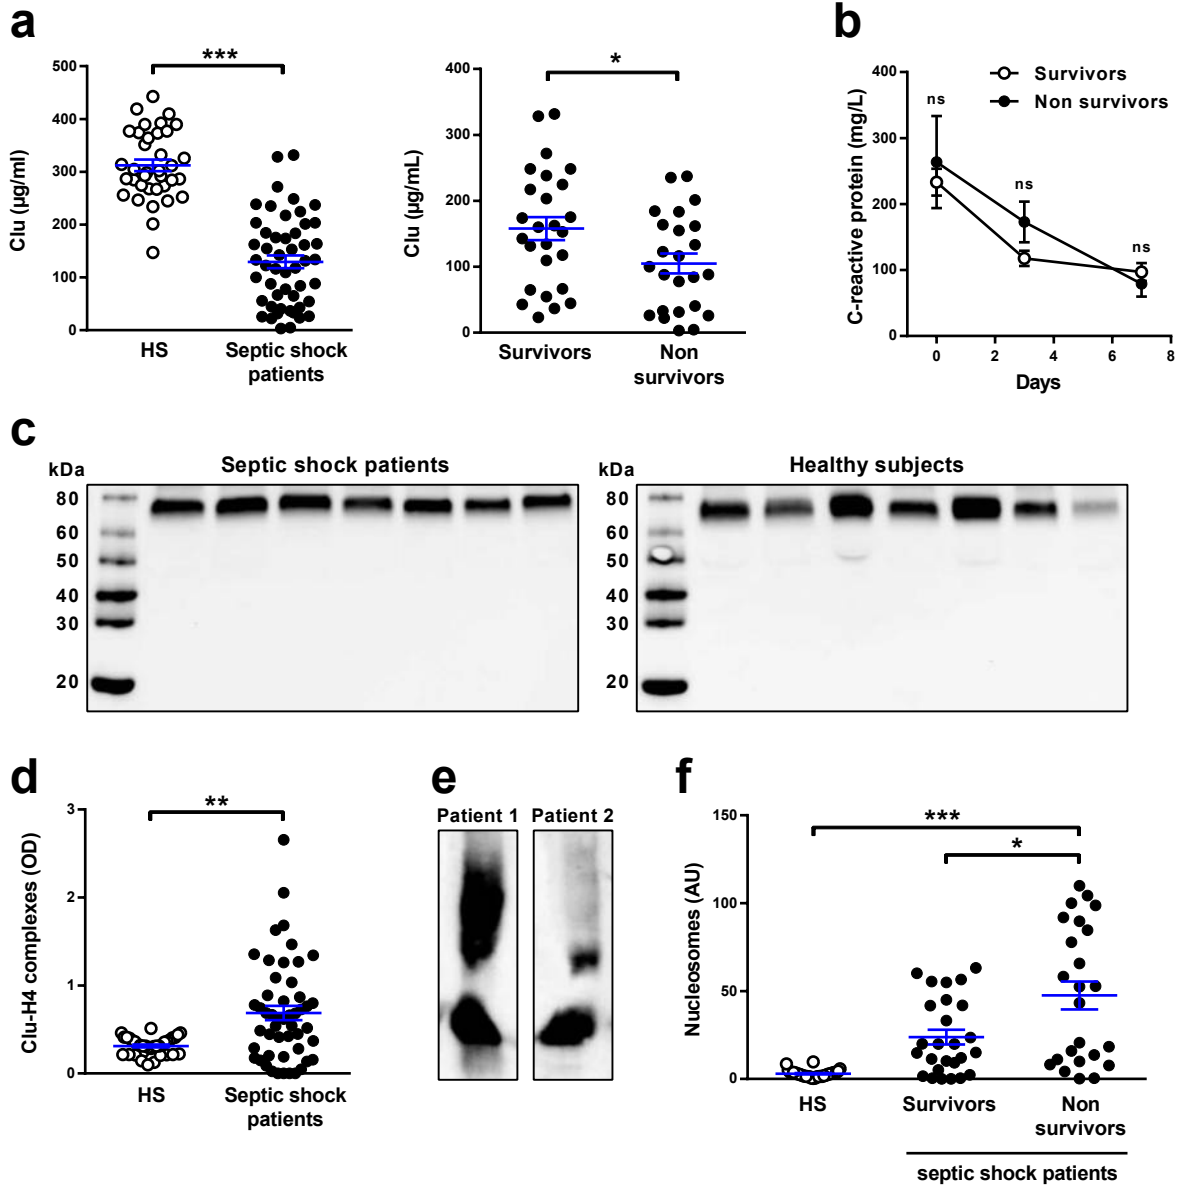 a
Clu (µg/ml)
500
400
300
200
100
0
***
HS
Septic shock
patients
Clu (µg/mL)
400
300
200
100
0
*
Survivors
Non
survivors
b
C-reactive protein (mg/L)
400
300
200
100
0
Survivors
Non survivors
ns
ns
ns
0 2 4 6 8
Days
c
kDa
Septic shock patients
80
60
50
40
30
20
kDa
Healthy subjects
80
60
50
40
30
20
d
Clu-H4 complexes (OD)
3
2
1
0
**
HS
Septic shock
patients
e
Patient 1 Patient 2
f
Nucleosomes (AU)
150
100
50
0
***
*
HS
Survivors
Non
survivors
septic shock patients